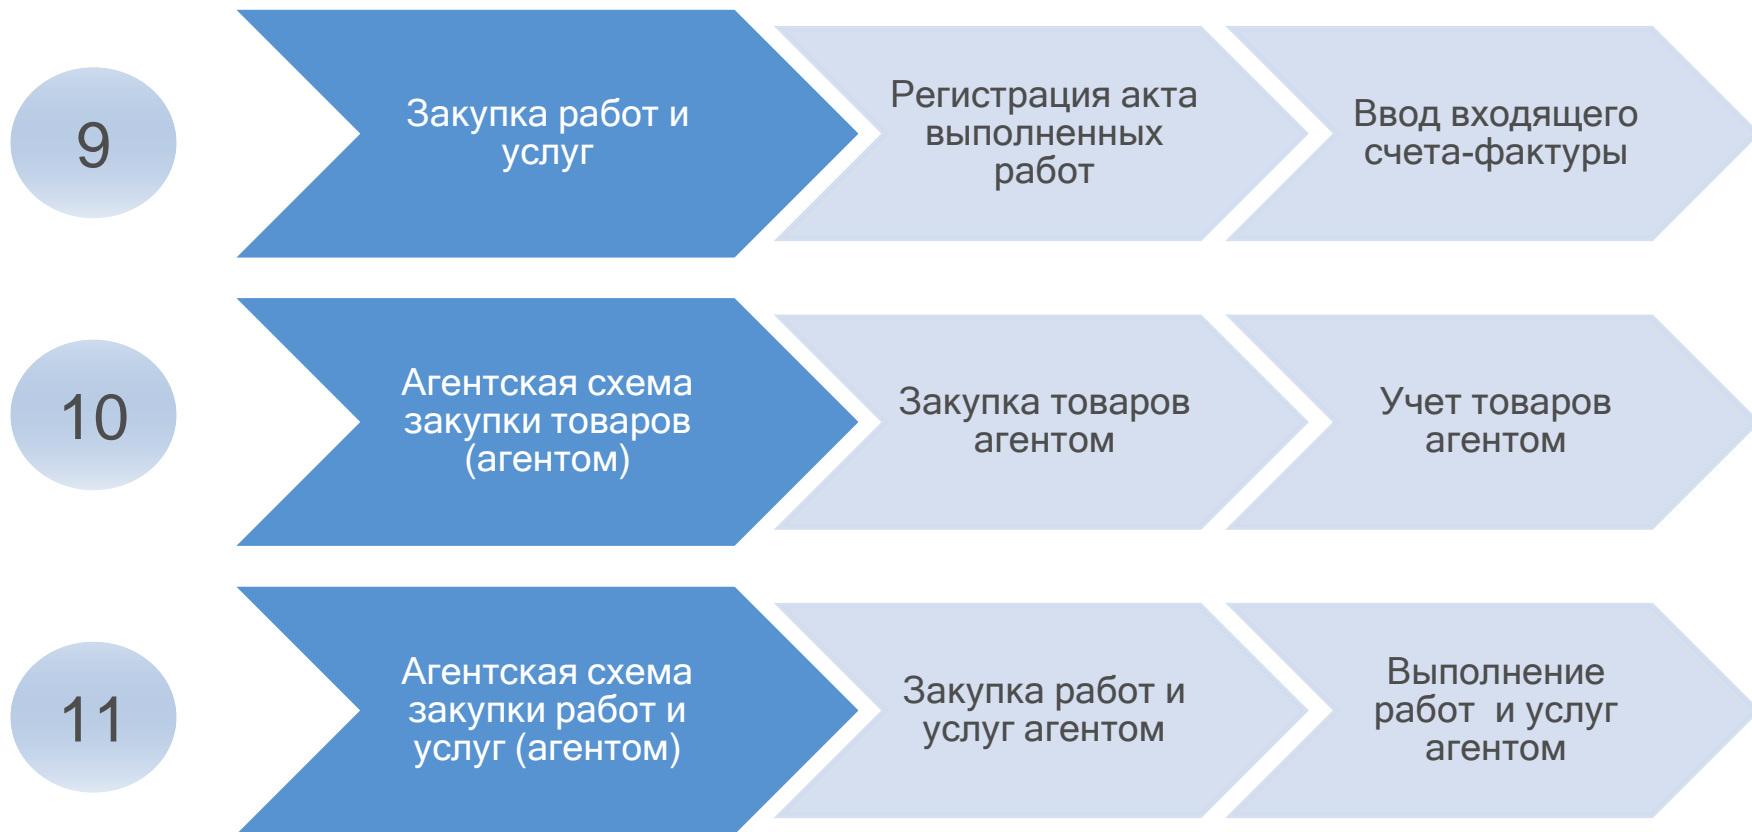 9
Закупка работ и
услуг
Регистрация акта
выполненных
работ
Ввод входящего
счета-фактуры
10
Агентская схема
закупки товаров
(агентом)
Закупка товаров
агентом
Учет товаров
агентом
11
Агентская схема
закупки работ и
услуг (агентом)
Закупка работ и
услуг агентом
Выполнение
работ  и услуг
агентом